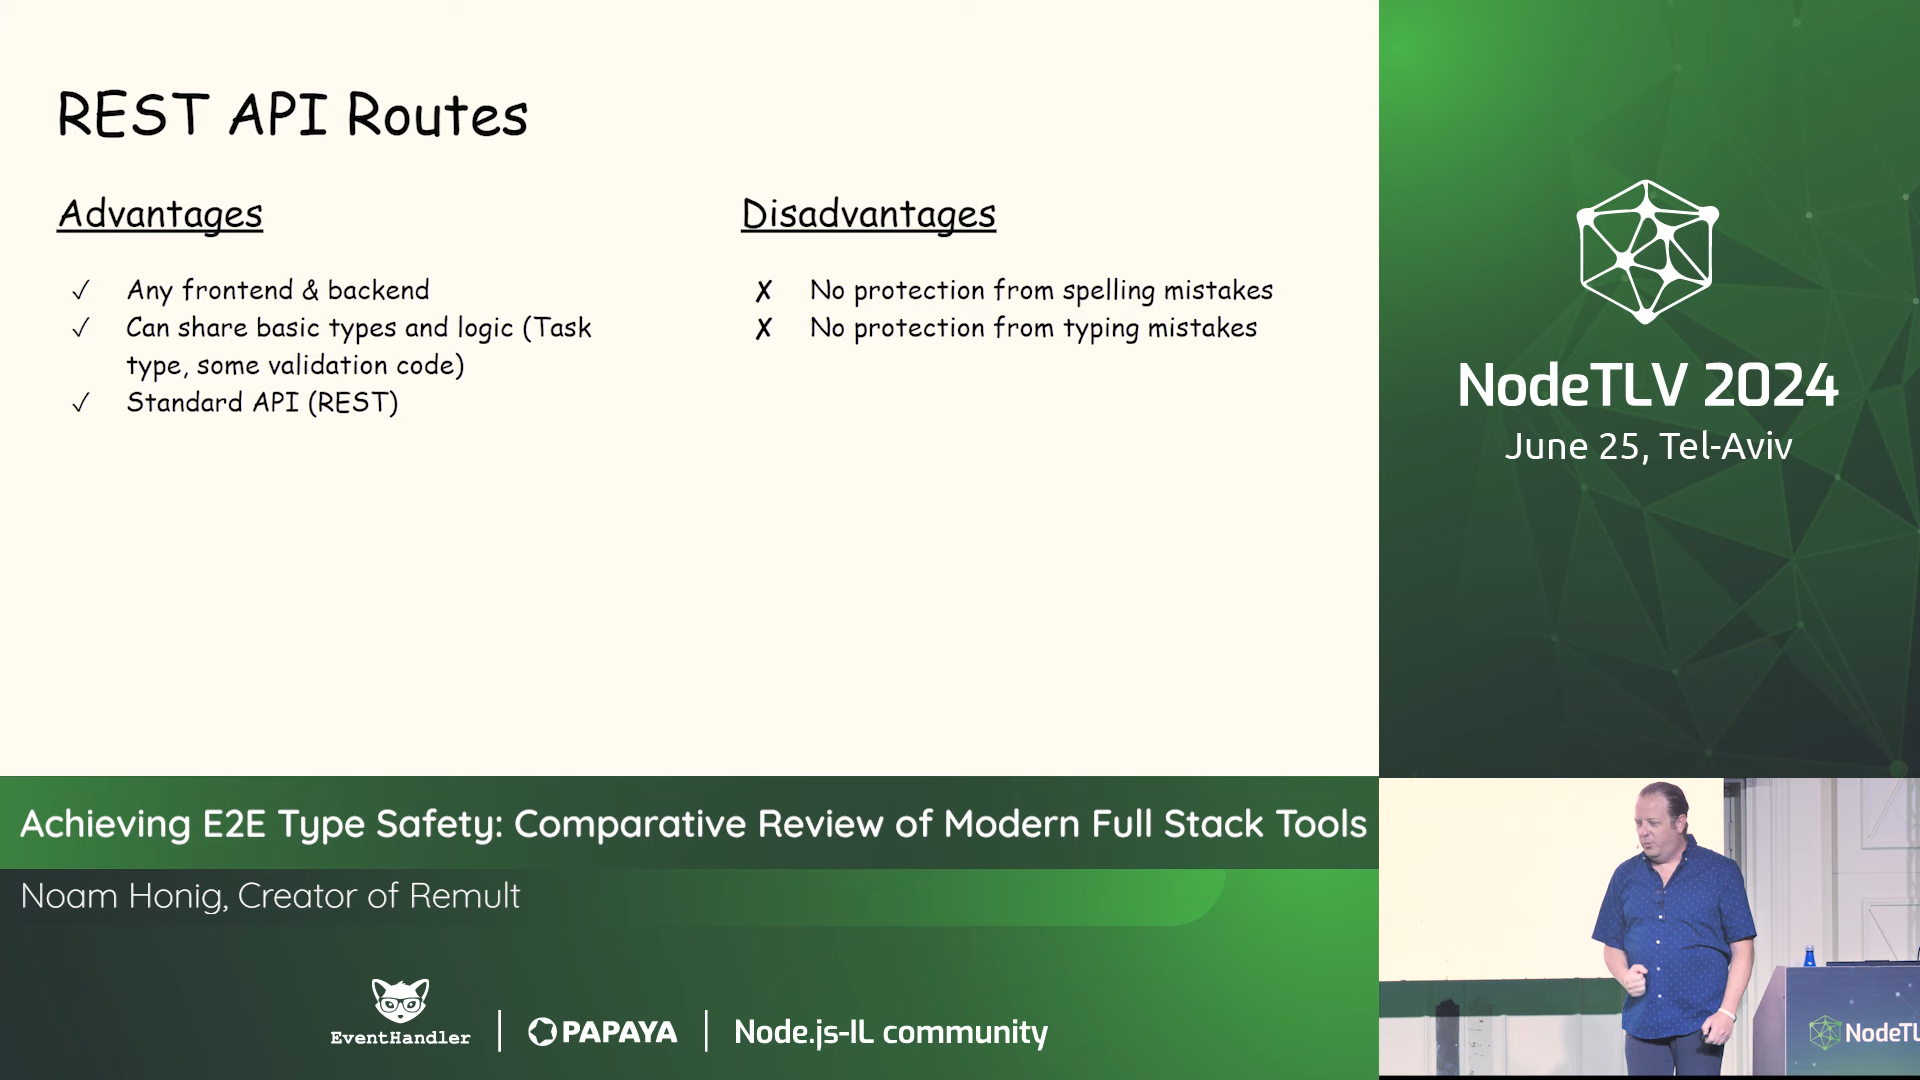 REST API Routes
Advantages
✓ Any frontend & backend
✓ Can share basic types and logic (Task
type, some validation code)
✓ Standard API (REST)
Disadvantages
✗ No protection from spelling mistakes
✗ No protection from typing mistakes
NodeTLV 2024
June 25, Tel-Aviv
Achieving E2E Type Safety: Comparative Review of Modern Full Stack Tools
Noam Honig, Creator of Remult
EventHandler
PAPAYA
Node.js-IL community
NodeTL